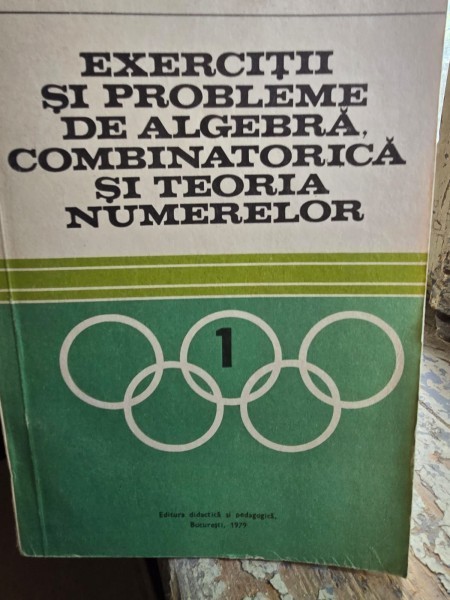 EXERCIȚII
ȘI PROBLEME
DE ALGEBRĂ,
COMBINATORICĂ
ȘI TEORIA
NUMERELOR
1
Editura didactică și pedagogică,
București, 1979